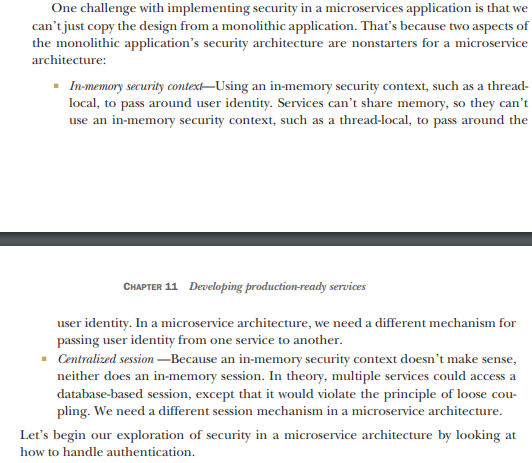 One challenge with implementing security in a microservices application is that we
can't just copy the design from a monolithic application. That's because two aspects of
the monolithic application's security architecture are nonstarters for a microservice
architecture:
▪ In-memory security context—Using an in-memory security context, such as a thread-
local, to pass around user identity. Services can't share memory, so they can't
use an in-memory security context, such as a thread-local, to pass around the
CHAPTER 11 Developing production-ready services
user identity. In a microservice architecture, we need a different mechanism for
passing user identity from one service to another.
▪ Centralized session —Because an in-memory security context doesn't make sense,
neither does an in-memory session. In theory, multiple services could access a
database-based session, except that it would violate the principle of loose cou-
pling. We need a different session mechanism in a microservice architecture.
Let's begin our exploration of security in a microservice architecture by looking at
how to handle authentication.